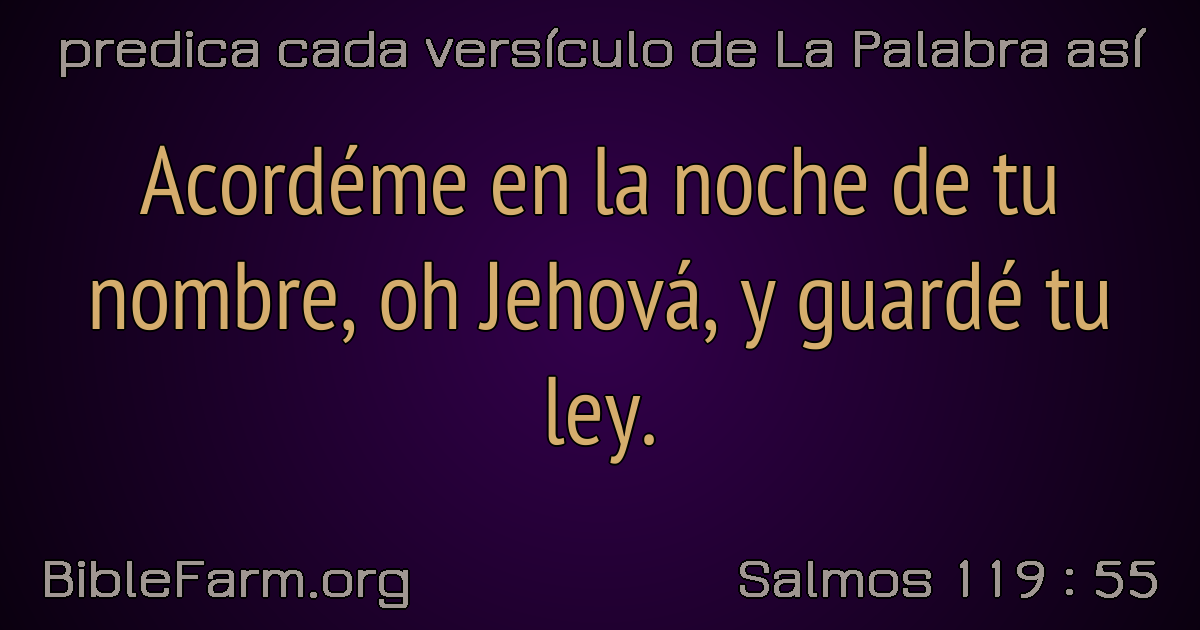 predica cada versículo de La Palabra así
Acordéme en la noche de tu
nombre, oh Jehová, y guardé tu
ley.
BibleFarm.org
Salmos 119 : 55